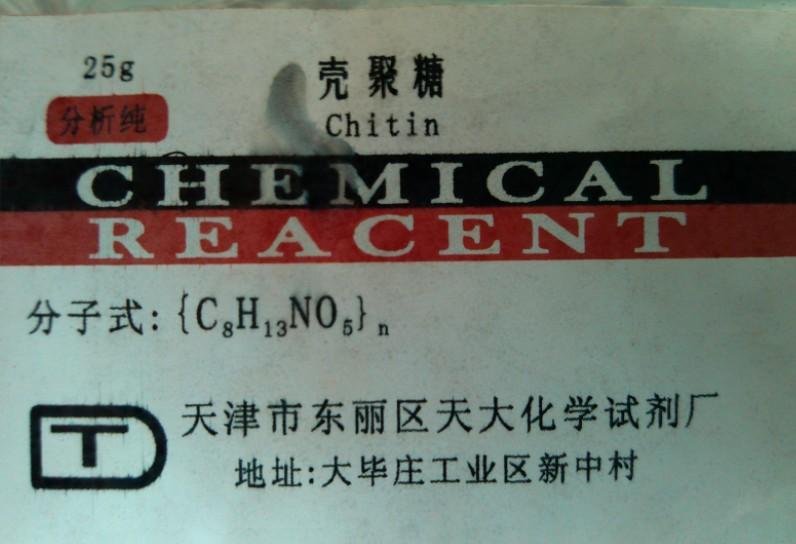 25g
壳聚糖
分析纯
Chitin
CHEMICAL
REACENT
分子式:{C₈H₁₃NO₅}ₙ
T
天津市东丽区天大化学试剂厂
地址:大毕庄工业区新中村